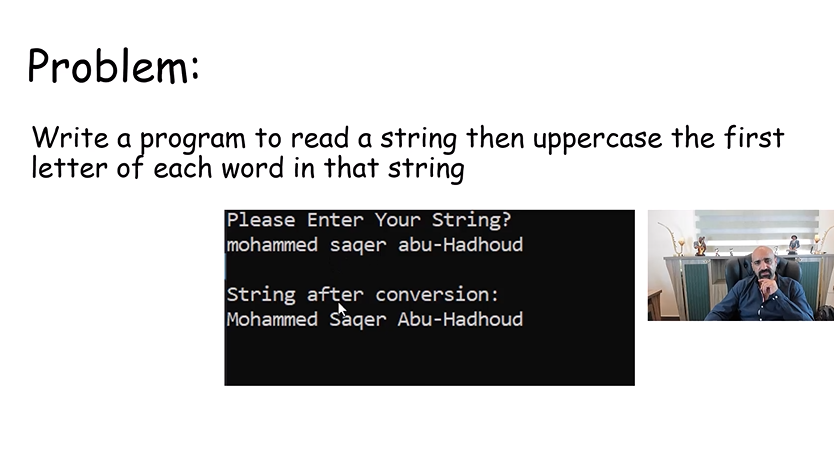 Problem:
Write a program to read a string then uppercase the first
letter of each word in that string
Please Enter Your String?
mohammed saqer abu-Hadhoud
String after conversion:
Mohammed Saqer Abu-Hadhoud